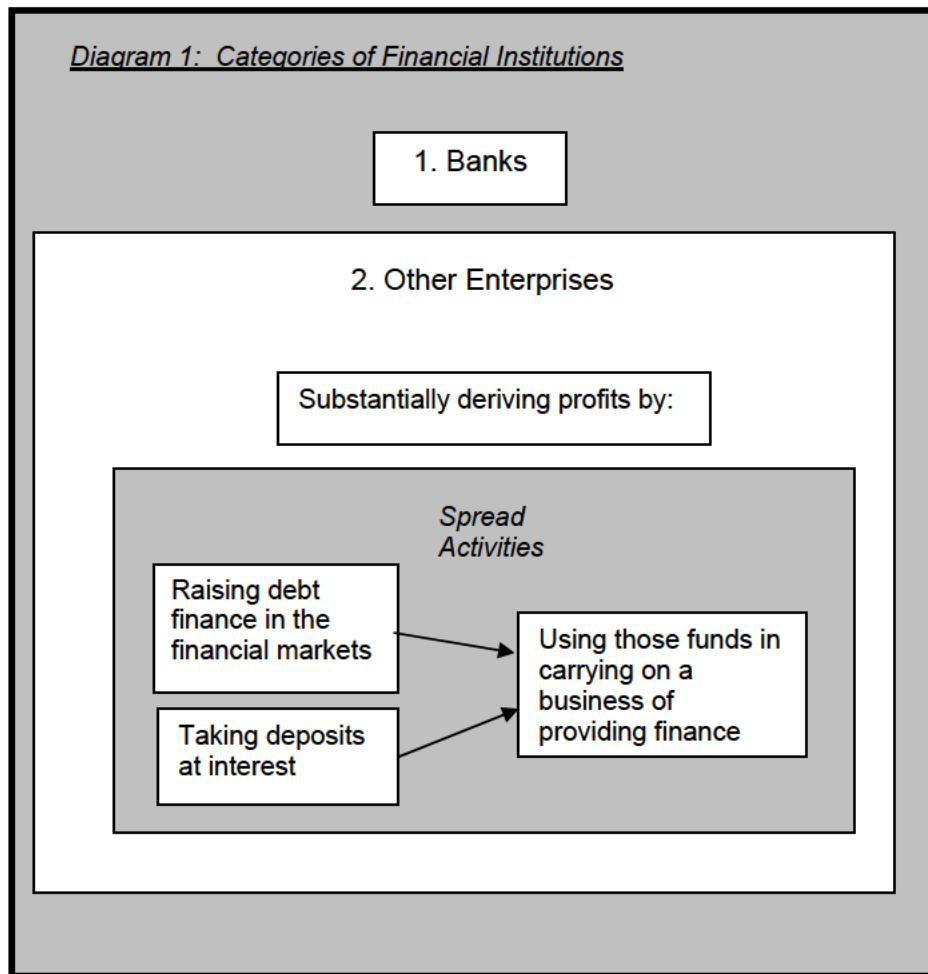 Diagram 1:  Categories of Financial Institutions
1. Banks
2. Other Enterprises
Substantially deriving profits by:
Spread
Activities
Raising debt
finance in the
financial markets
Taking deposits
at interest
Using those funds in
carrying on a
business of
providing finance